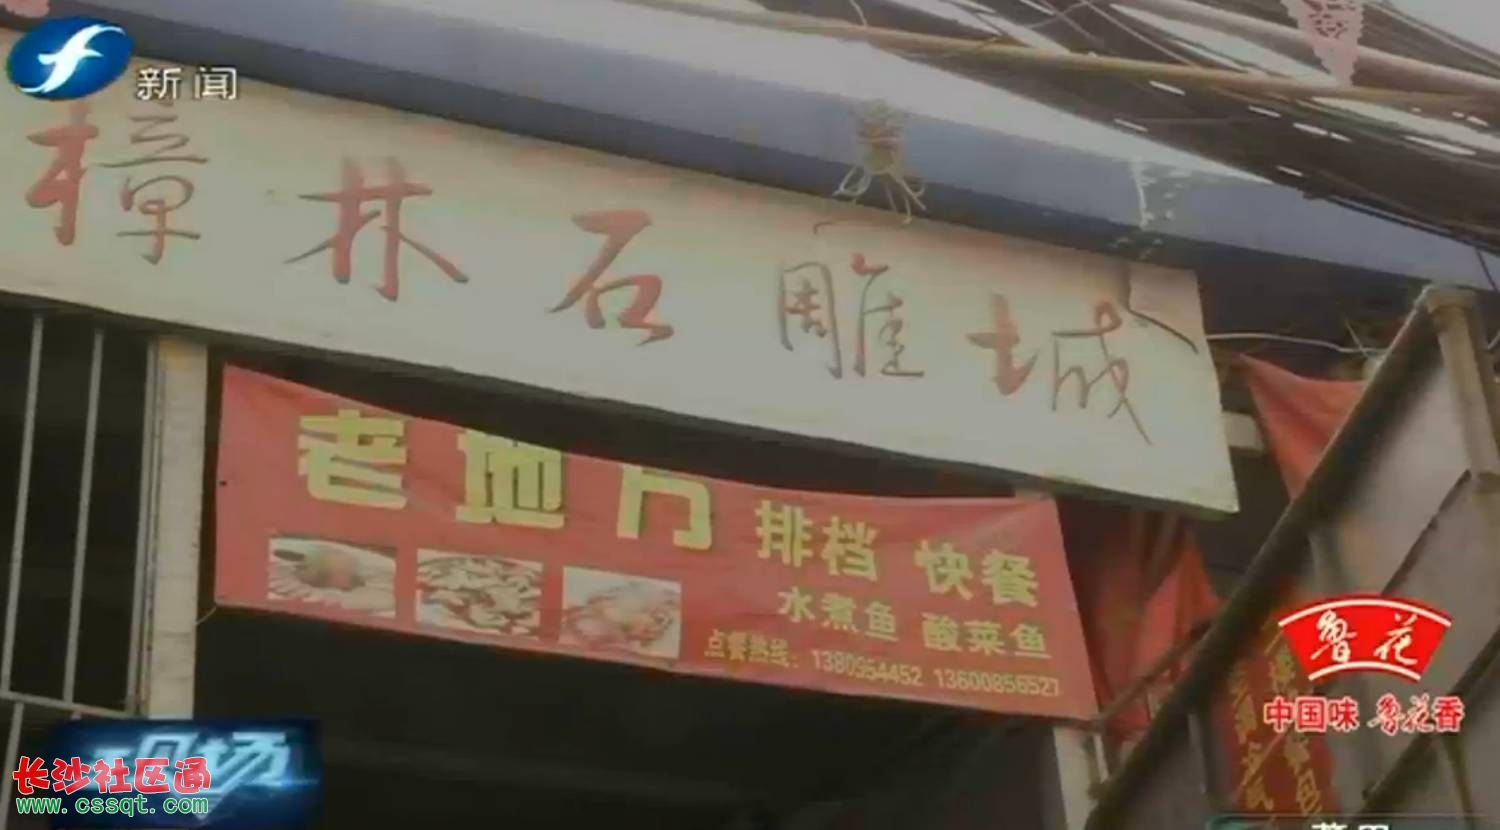 新闻
樟林石雕城
老地方 排档 快餐
水煮鱼 酸菜鱼
点餐热线：13809544452 13600856527
鲁花
中国味 鲁花香
现场
长沙社区通
www.cssqt.com